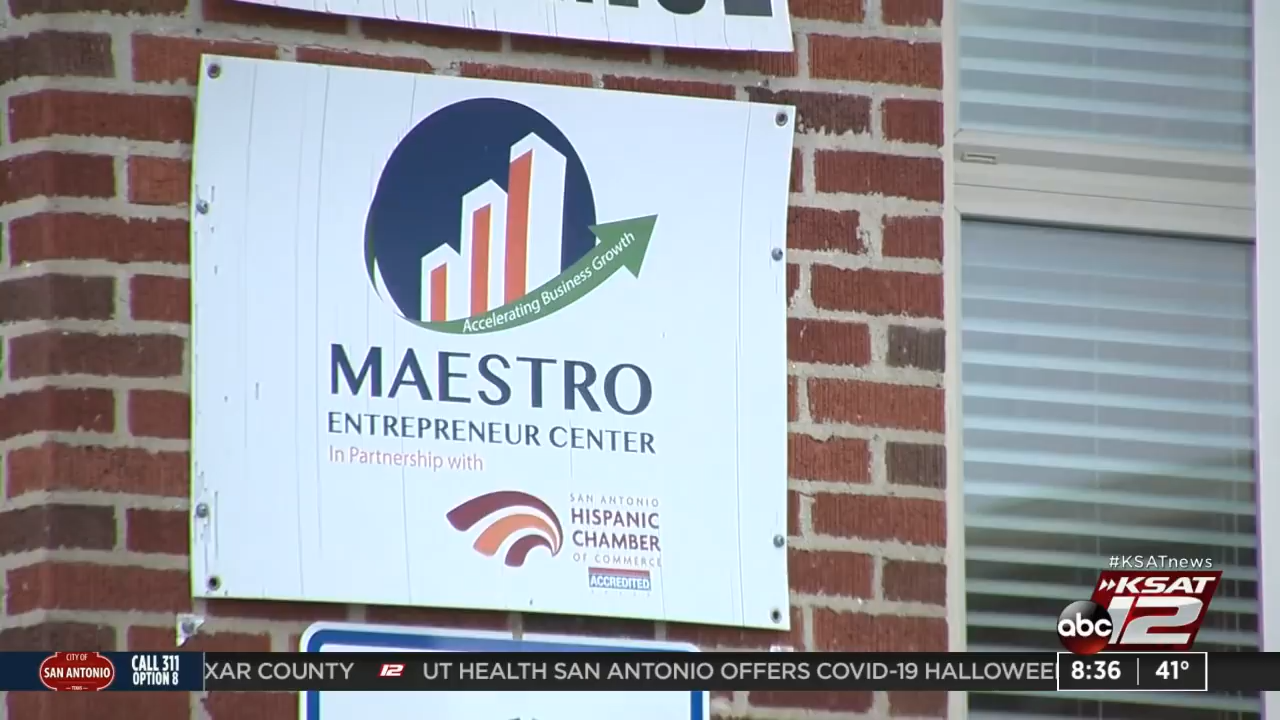 Accelerating Business Growth
MAESTRO
ENTREPRENEUR CENTER
In Partnership with
SAN ANTONIO
HISPANIC
CHAMBER
OF COMMERCE
ACCREDITED
#KSATnews
KSAT
abc 12
CITY OF
SAN ANTONIO
TEXAS
CALL 311
OPTION 8
XAR COUNTY 12 UT HEALTH SAN ANTONIO OFFERS COVID-19 HALLOWEE
8:36 41°